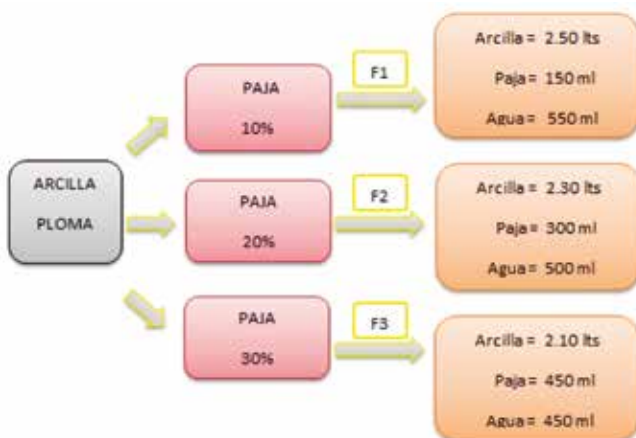 ARCILLA
PLOMA
PAJA
10%
F1
Arcilla = 2.50 lts
Paja = 150 ml
Agua = 550 ml
PAJA
20%
F2
Arcilla = 2.30 lts
Paja = 300 ml
Agua = 500 ml
PAJA
30%
F3
Arcilla = 2.10 lts
Paja = 450 ml
Agua = 450 ml